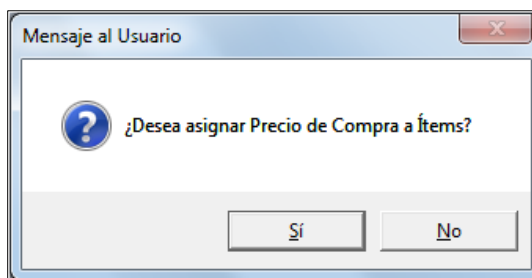 Mensaje al Usuario
¿Desea asignar Precio de Compra a Ítems?
Sí
No